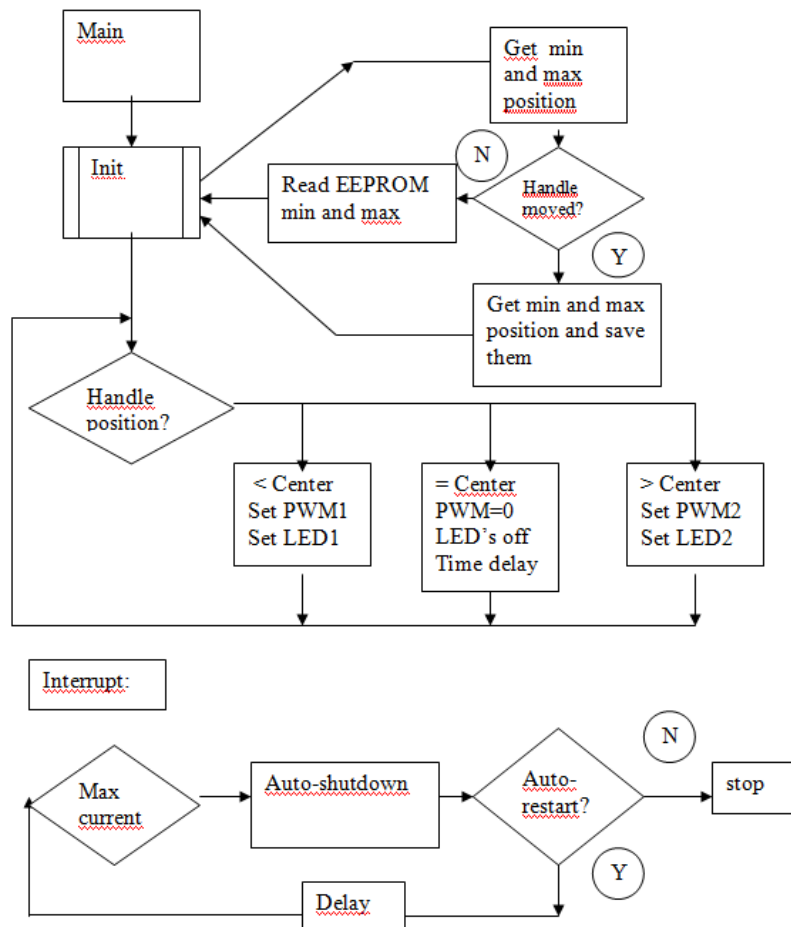 Main
Get min
and max
position
Init
N
Read EEPROM
min and max
Handle
moved?
Y
Get min and max
position and save
them
Handle
position?
< Center
Set PWM1
Set LED1
= Center
PWM=0
LED’s off
Time delay
> Center
Set PWM2
Set LED2
Interrupt:
Max
current
Auto-shutdown
Auto-
restart?
N
stop
Y
Delay